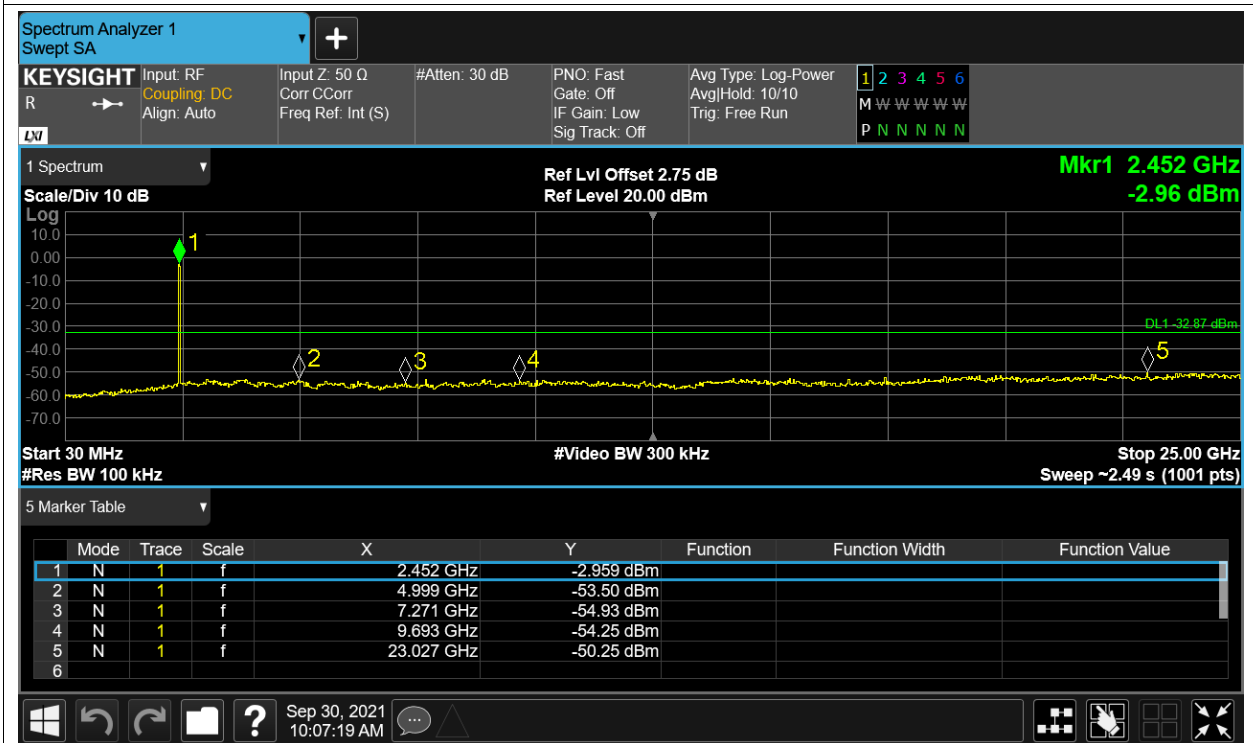 Spectrum Analyzer 1
Swept SA
KEYSIGHT
R
LXI
Input: RF
Coupling: DC
Align: Auto
Input Z: 50 Ω
Corr CCorr
Freq Ref: Int (S)
#Atten: 30 dB
PNO: Fast
Gate: Off
IF Gain: Low
Sig Track: Off
Avg Type: Log-Power
Avg|Hold: 10/10
Trig: Free Run
1 2 3 4 5 6
M W W W W W
P N N N N N
1 Spectrum
Scale/Div 10 dB
Ref Lvl Offset 2.75 dB
Ref Level 20.00 dBm
Mkr1 2.452 GHz
-2.96 dBm
Log
10.0
0.00
-10.0
-20.0
-30.0
-40.0
-50.0
-60.0
-70.0
1
2
3
4
5
DL1 -32.87 dBm
Start 30 MHz
#Res BW 100 kHz
#Video BW 300 kHz
Stop 25.00 GHz
Sweep ~2.49 s (1001 pts)
5 Marker Table
Mode Trace Scale X Y Function Function Width Function Value
1 N 1 f 2.452 GHz -2.959 dBm
2 N 1 f 4.999 GHz -53.50 dBm
3 N 1 f 7.271 GHz -54.93 dBm
4 N 1 f 9.693 GHz -54.25 dBm
5 N 1 f 23.027 GHz -50.25 dBm
6
?
Sep 30, 2021
10:07:19 AM